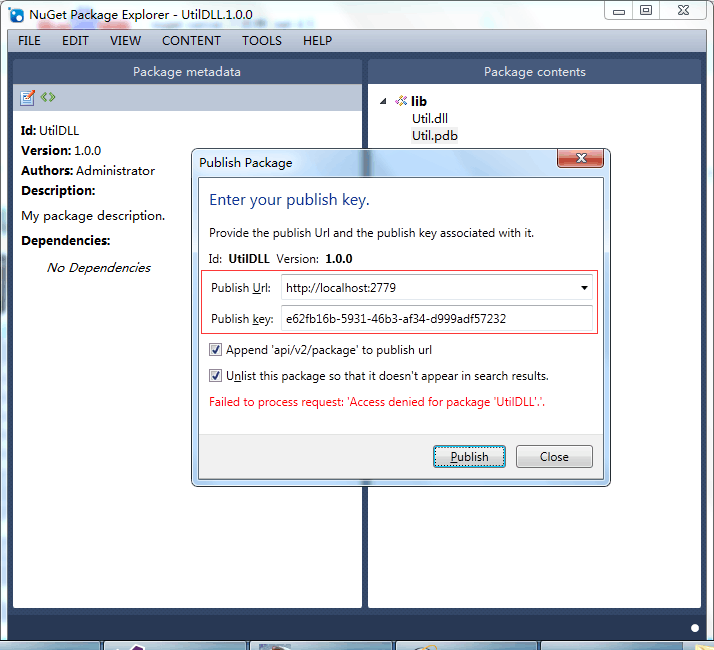 NuGet Package Explorer - UtilDLL.1.0.0
FILE EDIT VIEW CONTENT TOOLS HELP
Package metadata
Package contents
Id: UtilDLL
Version: 1.0.0
Authors: Administrator
Description:
My package description.
Dependencies:
No Dependencies
lib
Util.dll
Util.pdb
Publish Package
Enter your publish key.
Provide the publish Url and the publish key associated with it.
Id: UtilDLL Version: 1.0.0
Publish Url: http://localhost:2779
Publish key: e62fb16b-5931-46b3-af34-d999adf57232
Append 'api/v2/package' to publish url
Unlist this package so that it doesn't appear in search results.
Failed to process request: 'Access denied for package 'UtilDLL'.'.
Publish Close